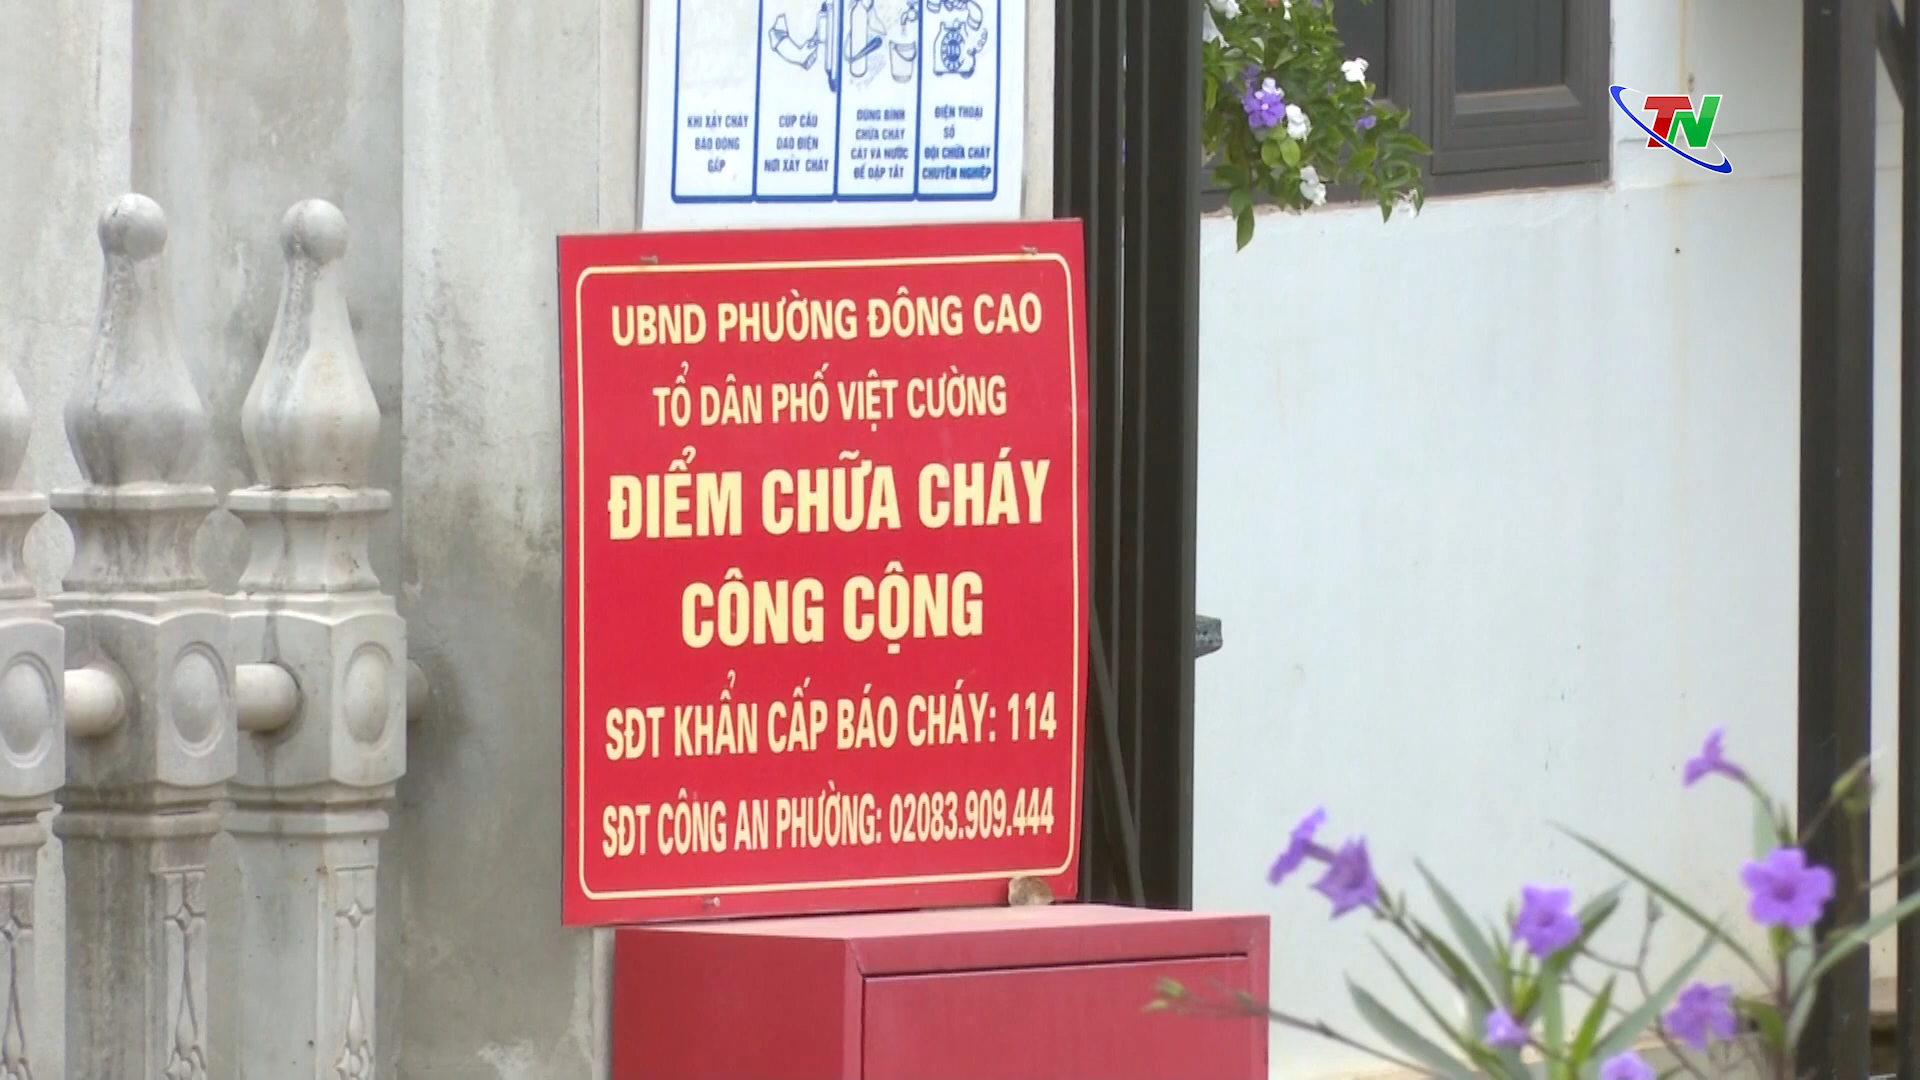 KHI XẢY CHÁY
BÁO ĐỘNG
GẤP
CÚP CẦU
DAO ĐIỆN
NƠI XẢY CHÁY
DÙNG BÌNH
CHỮA CHÁY
CÁT VÀ NƯỚC
ĐỂ DẬP TẮT
ĐIỆN THOẠI
SỐ
ĐỘI CHỮA CHÁY
CHUYÊN NGHIỆP
114
TN
UBND PHƯỜNG ĐÔNG CAO
TỔ DÂN PHỐ VIỆT CƯỜNG
ĐIỂM CHỮA CHÁY
CÔNG CỘNG
SĐT KHẨN CẤP BÁO CHÁY: 114
SĐT CÔNG AN PHƯỜNG: 02083.909.444